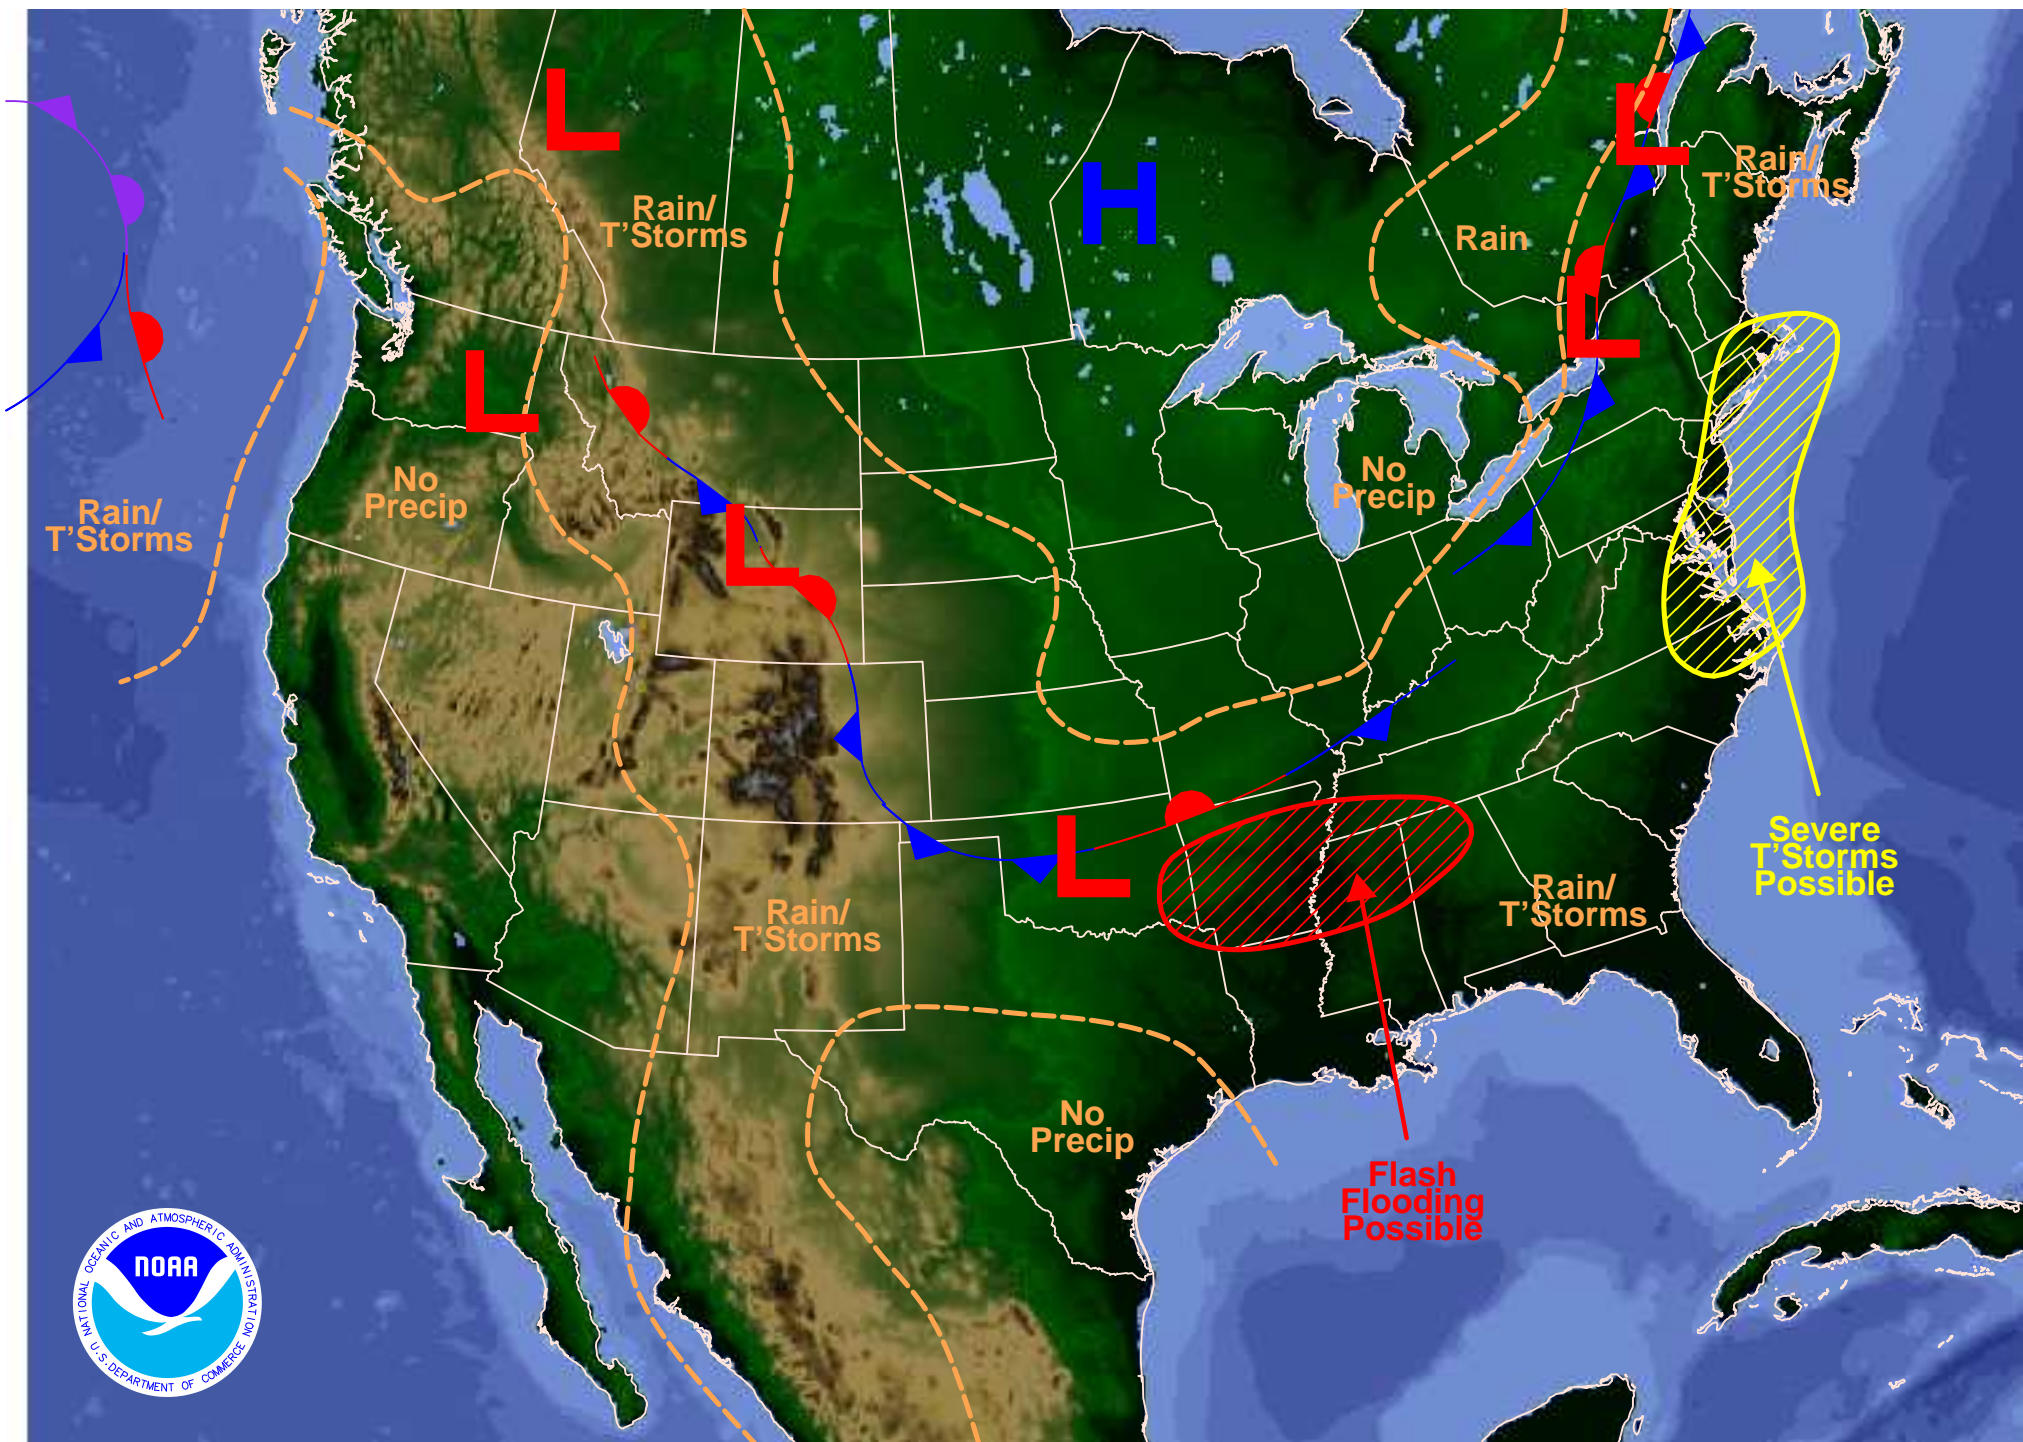 L
L
H
Rain/
T'Storms
Rain/
T'Storms
Rain
L
L
No
Precip
No
Precip
Rain/
T'Storms
L
L
Severe
T'Storms
Possible
Rain/
T'Storms
Rain/
T'Storms
No
Precip
Flash
Flooding
Possible
NATIONAL OCEANIC AND ATMOSPHERIC ADMINISTRATION
NOAA
U.S. DEPARTMENT OF COMMERCE